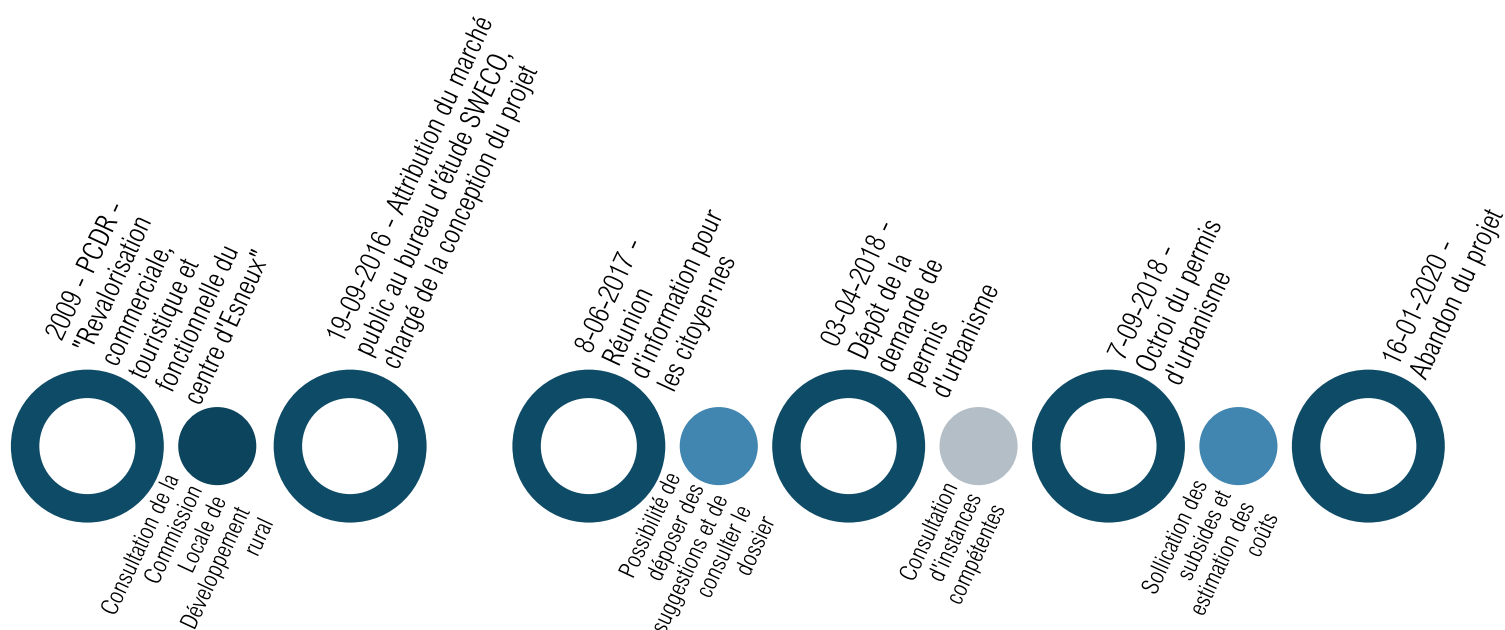 2009 - PCDR -
"Revalorisation
commerciale,
touristique et
fonctionnelle du
centre d'Esneux"
Consultation de la
Commission
Locale de
Développement
rural
19-09-2016 - Attribution du marché
public au bureau d'étude SWECO,
chargé de la conception du projet
8-06-2017 -
Réunion
d'information pour
les citoyen·nes
Possibilité de
déposer des
suggestions et de
consulter le
dossier
03-04-2018 -
Dépôt de la
demande de
permis
d'urbanisme
Consultation
d'instances
compétentes
7-09-2018 -
Octroi du permis
d'urbanisme
Sollication des
subsides et
estimation des
coûts
16-01-2020 -
Abandon du projet